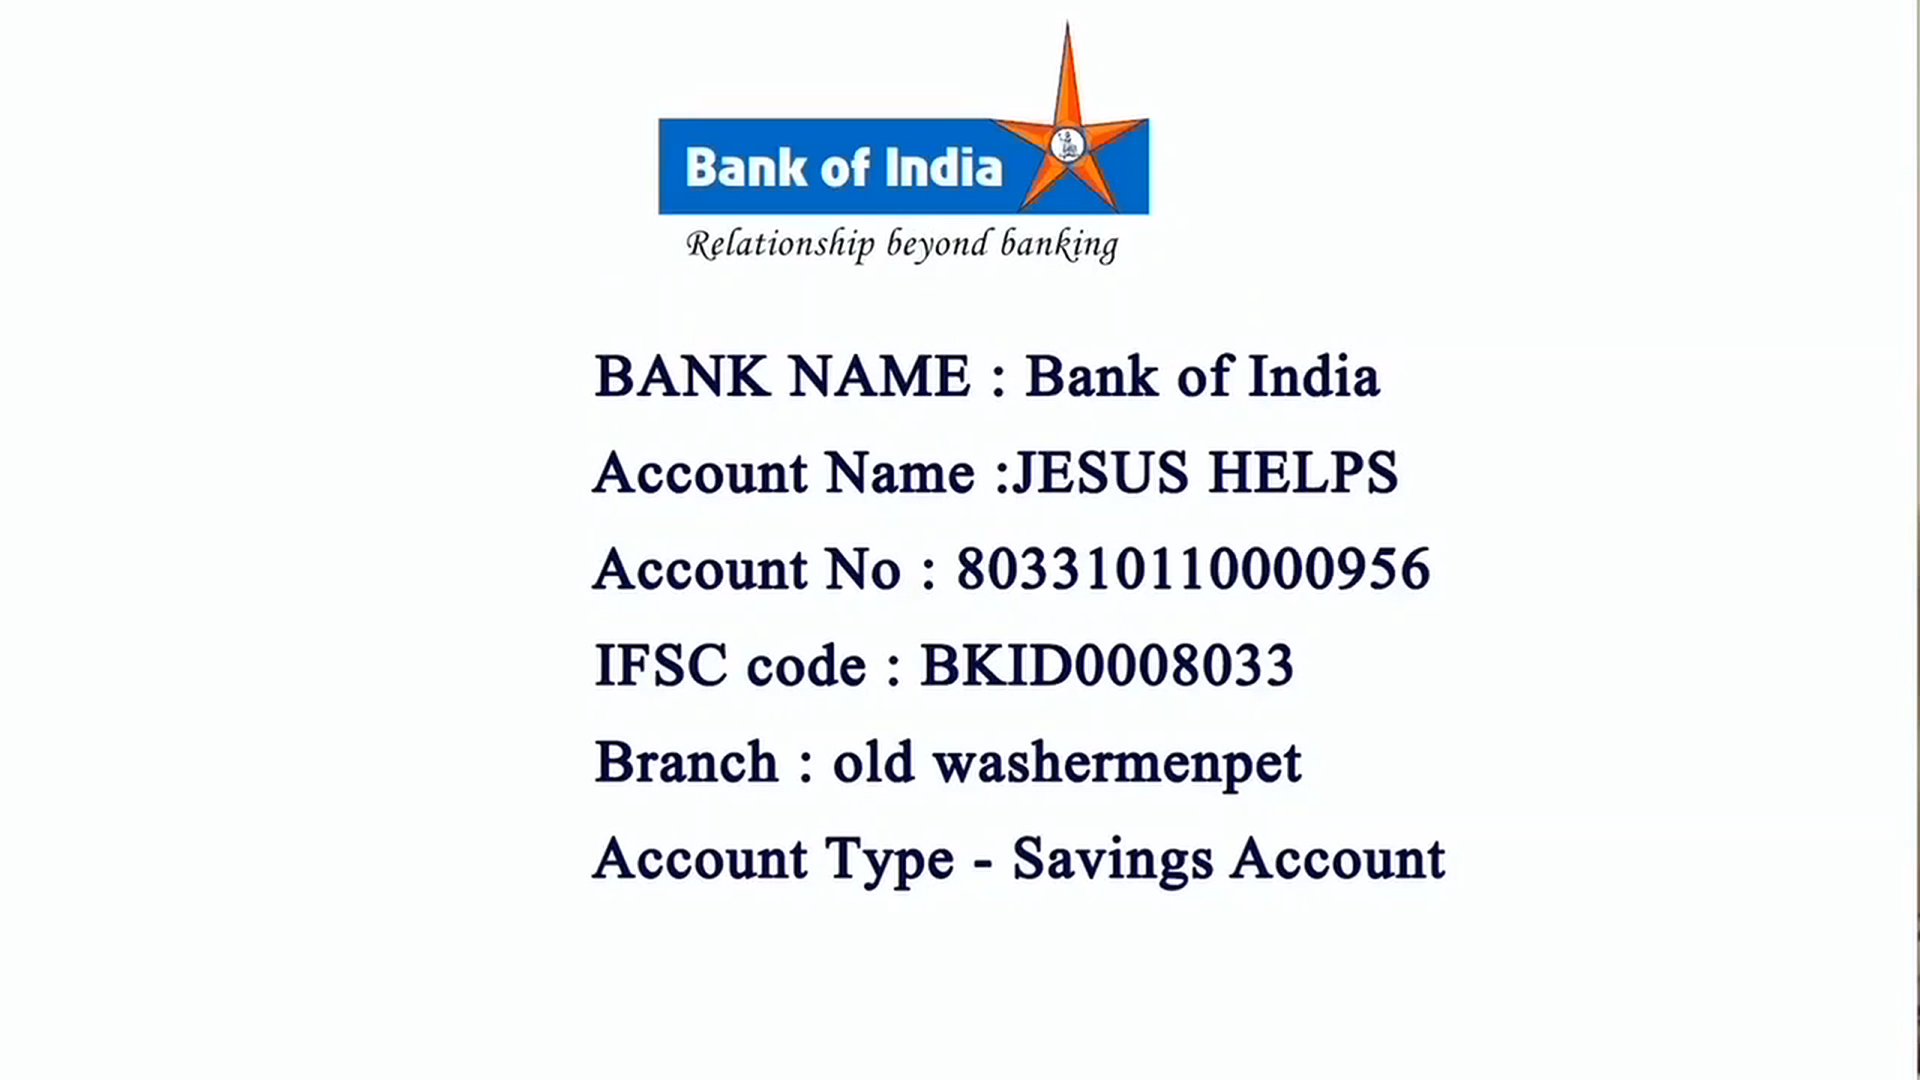 Bank of India
Relationship beyond banking
BANK NAME : Bank of India
Account Name :JESUS HELPS
Account No : 803310110000956
IFSC code : BKID0008033
Branch : old washermenpet
Account Type - Savings Account